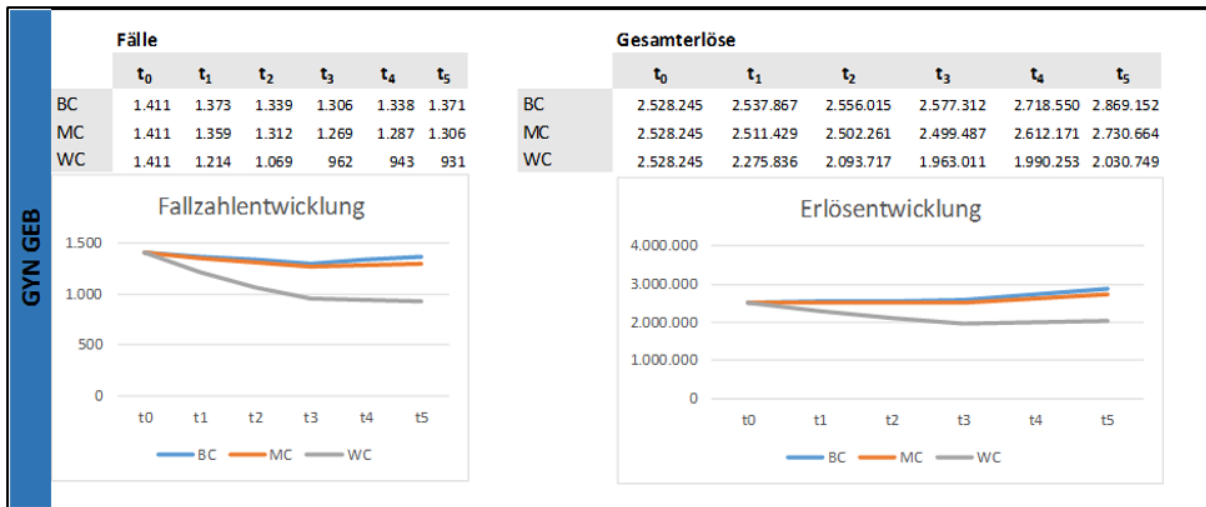 GYN GEB
Fälle
t₀ t₁ t₂ t₃ t₄ t₅
BC 1.411 1.373 1.339 1.306 1.338 1.371
MC 1.411 1.359 1.312 1.269 1.287 1.306
WC 1.411 1.214 1.069 962 943 931
Fallzahlentwicklung
1.500
1.000
500
0
t0 t1 t2 t3 t4 t5
BC MC WC
Gesamterlöse
t₀ t₁ t₂ t₃ t₄ t₅
BC 2.528.245 2.537.867 2.556.015 2.577.312 2.718.550 2.869.152
MC 2.528.245 2.511.429 2.502.261 2.499.487 2.612.171 2.730.664
WC 2.528.245 2.275.836 2.093.717 1.963.011 1.990.253 2.030.749
Erlösentwicklung
4.000.000
3.000.000
2.000.000
1.000.000
0
t0 t1 t2 t3 t4 t5
BC MC WC